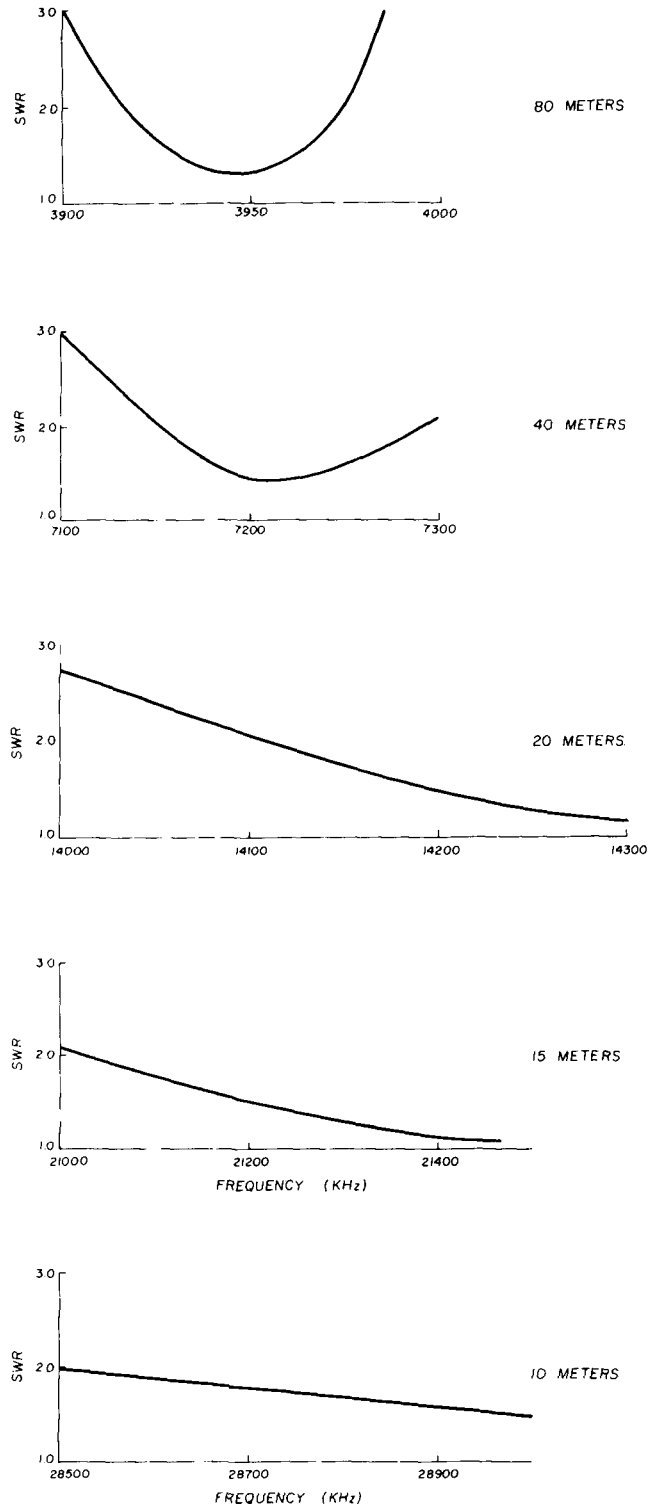 3.0
SWR
2.0
80 METERS
1.0
3900
3950
4000
3.0
SWR
2.0
40 METERS
1.0
7100
7200
7300
3.0
SWR
2.0
20 METERS
1.0
14000
14100
14200
14300
3.0
SWR
2.0
15 METERS
1.0
21000
21200
21400
FREQUENCY (KHz)
3.0
SWR
2.0
10 METERS
1.0
28500
28700
28900
FREQUENCY (KHz)